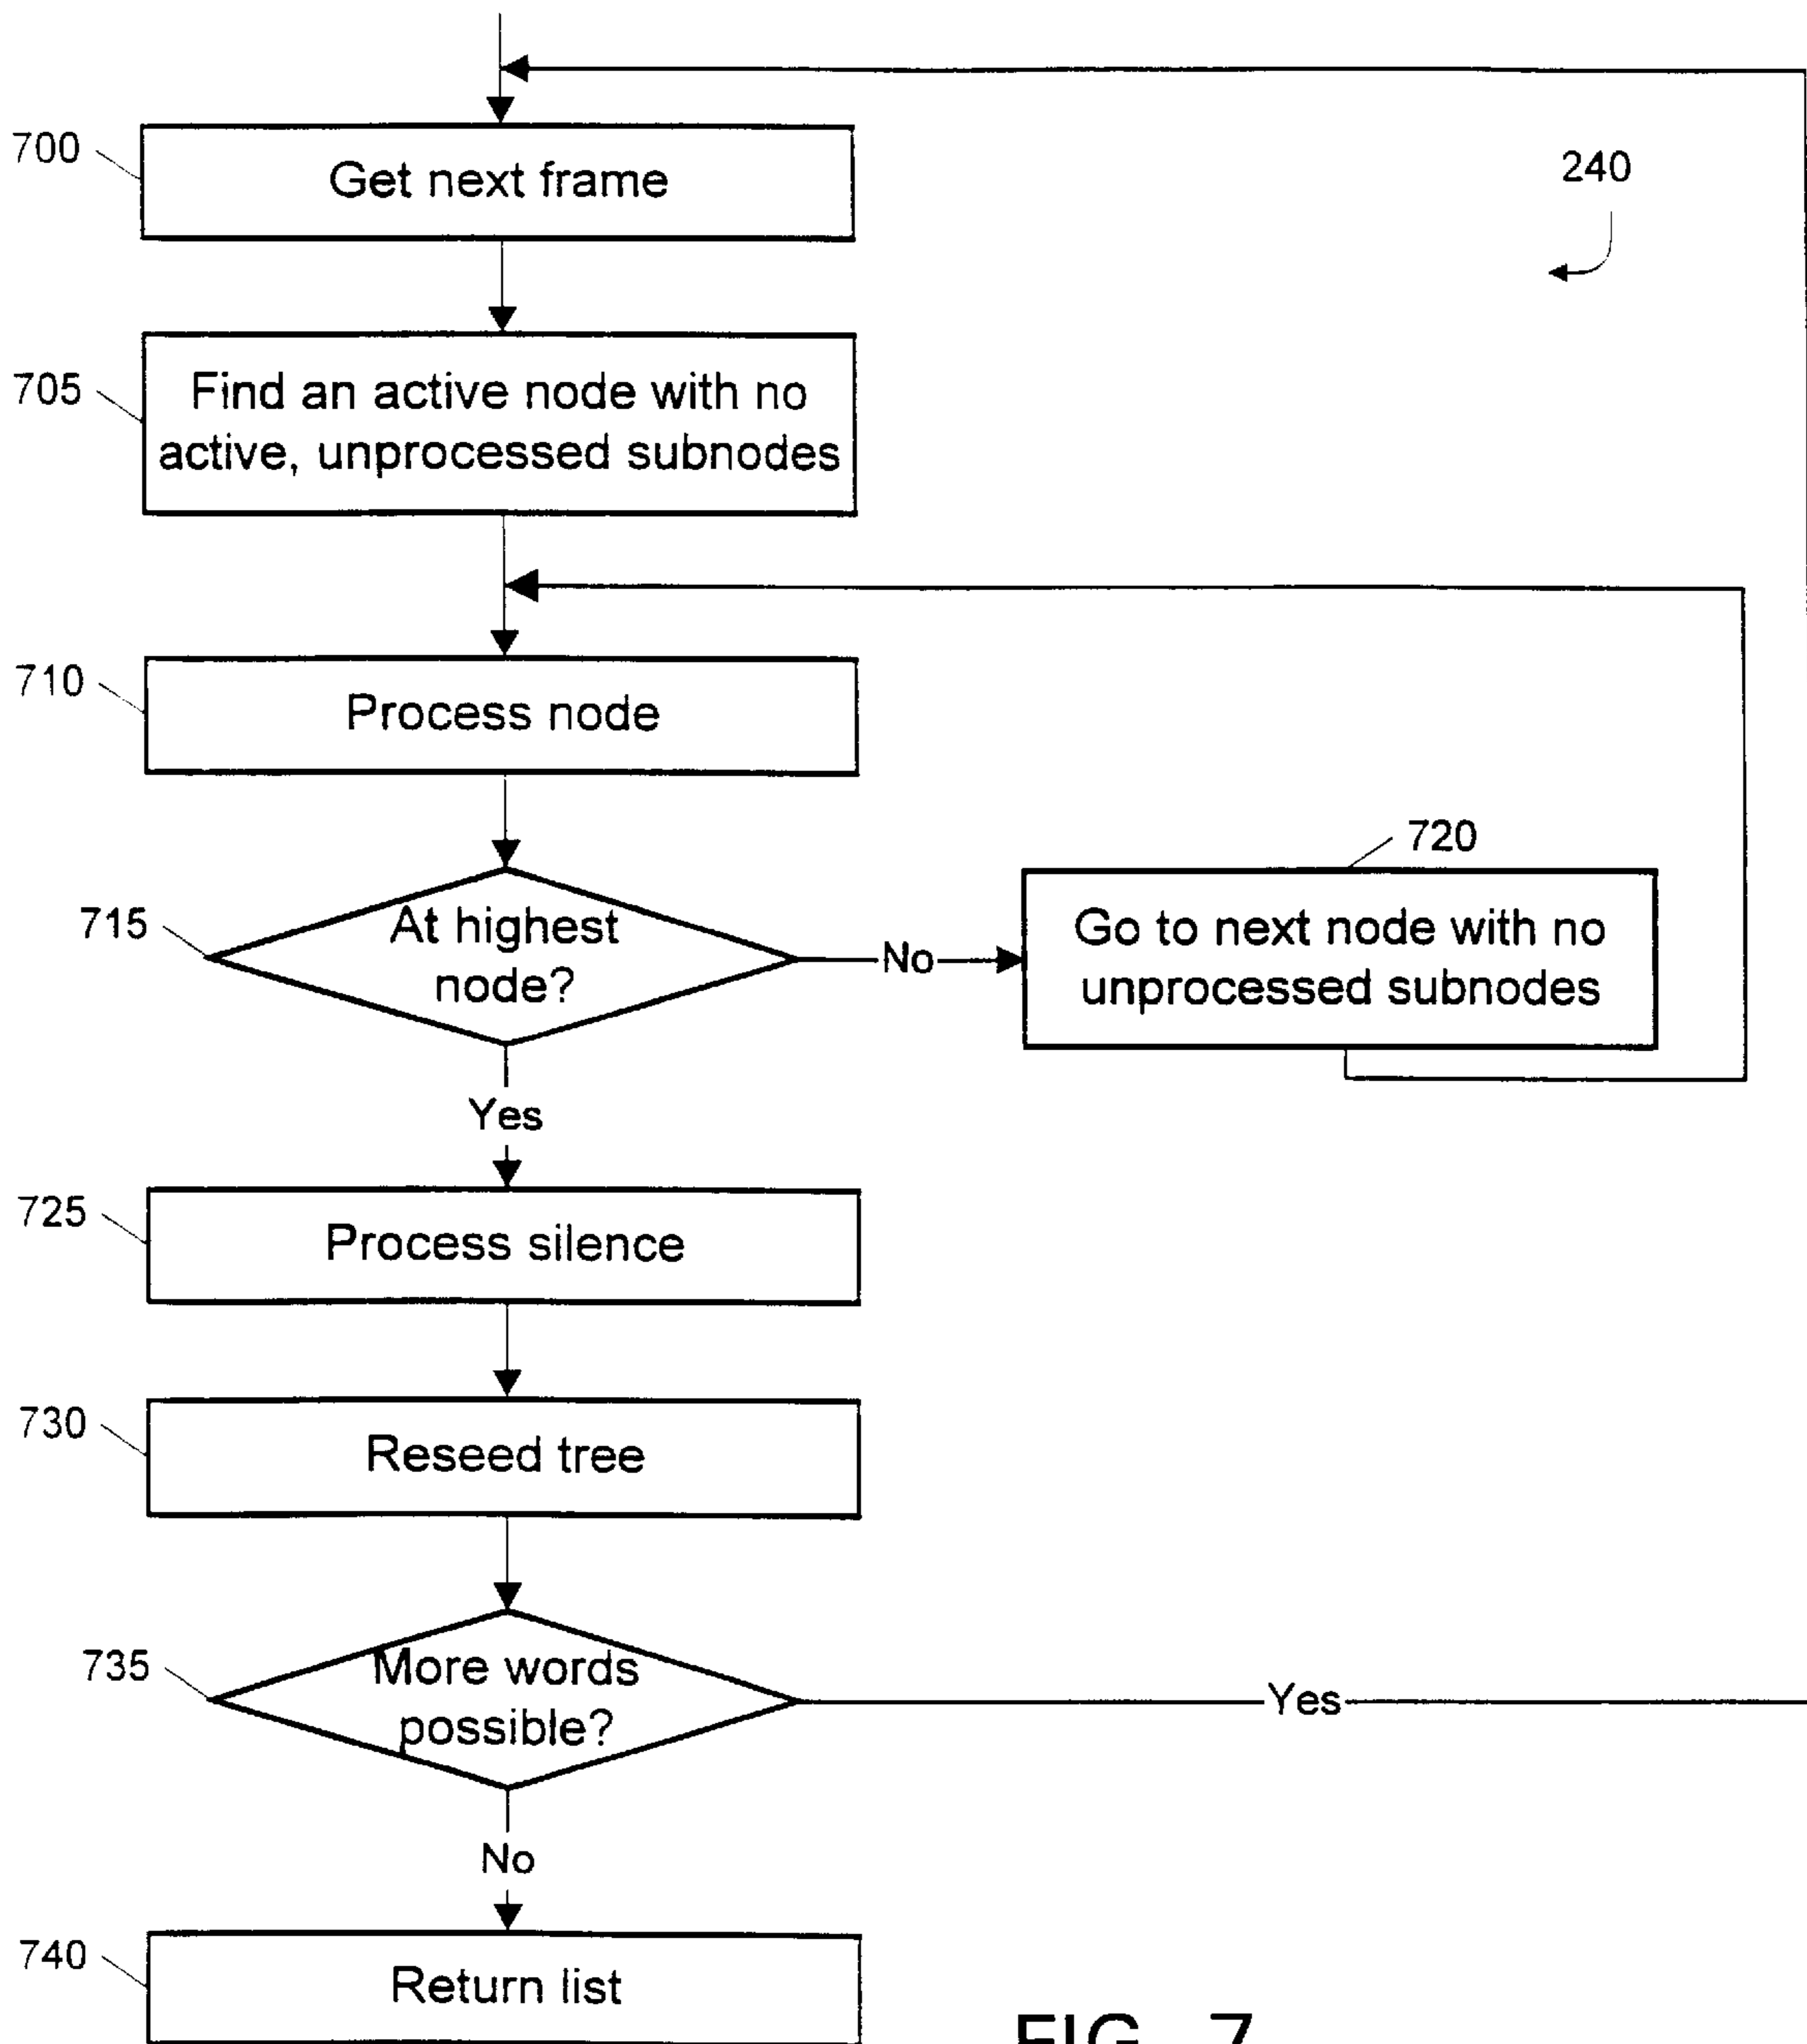 700
Get next frame
240
705
Find an active node with no
active, unprocessed subnodes
710
Process node
720
715
At highest
node?
No
Go to next node with no
unprocessed subnodes
Yes
725
Process silence
730
Reseed tree
735
More words
possible?
Yes
No
740
Return list
FIG. 7